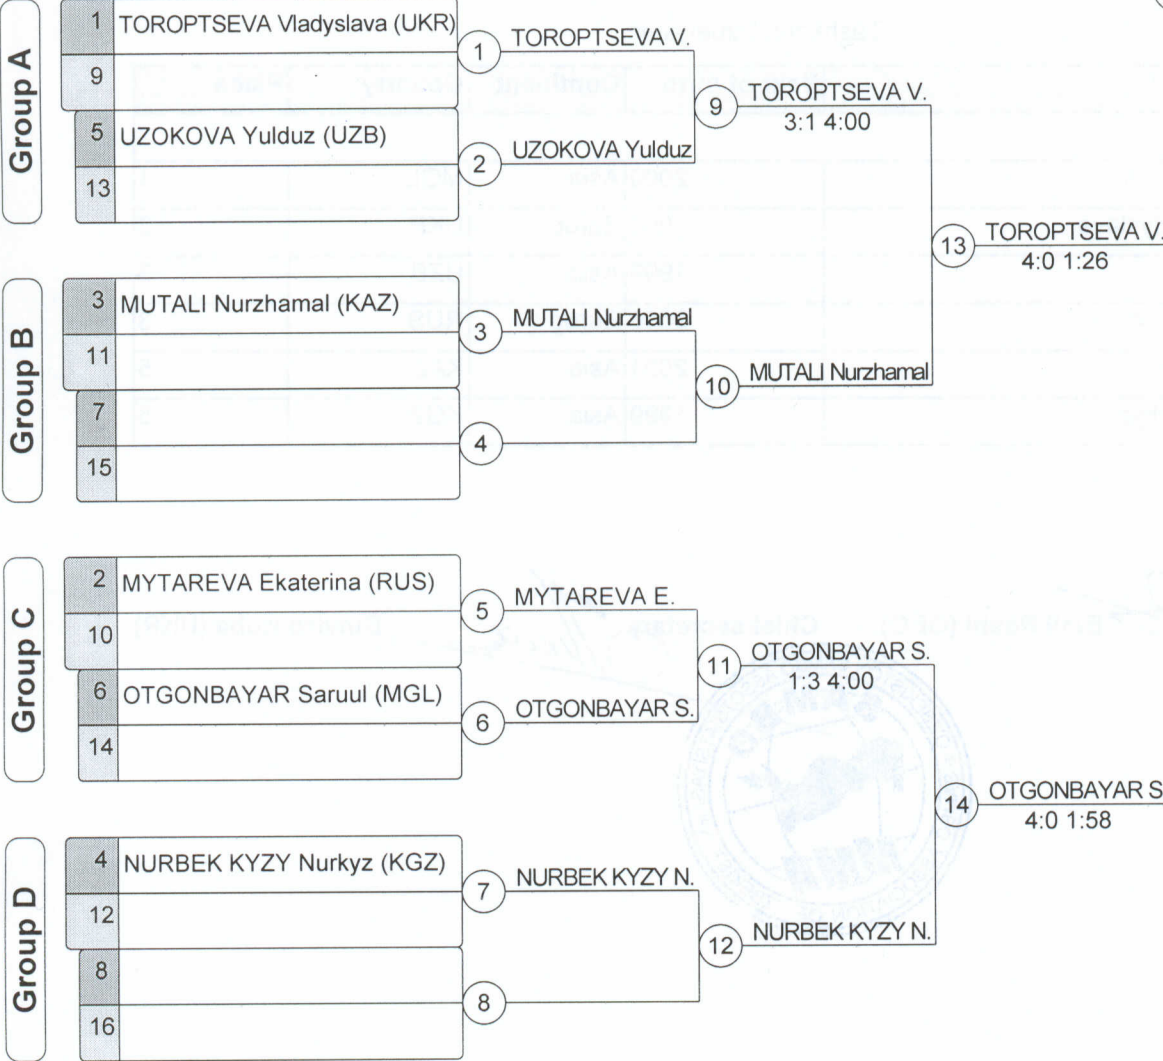 Group A
1 TOROPTSEVA Vladyslava (UKR)
9
5 UZOKOVA Yulduz (UZB)
13
1 TOROPTSEVA V.
2 UZOKOVA Yulduz
9 TOROPTSEVA V.
3:1 4:00
13 TOROPTSEVA V.
4:0 1:26
Group B
3 MUTALI Nurzhamal (KAZ)
11
7
15
3 MUTALI Nurzhamal
4
10 MUTALI Nurzhamal
Group C
2 MYTAREVA Ekaterina (RUS)
10
6 OTGONBAYAR Saruul (MGL)
14
5 MYTAREVA E.
6 OTGONBAYAR S.
11 OTGONBAYAR S.
1:3 4:00
14 OTGONBAYAR S
4:0 1:58
Group D
4 NURBEK KYZY Nurkyz (KGZ)
12
8
16
7 NURBEK KYZY N.
8
12 NURBEK KYZY N.